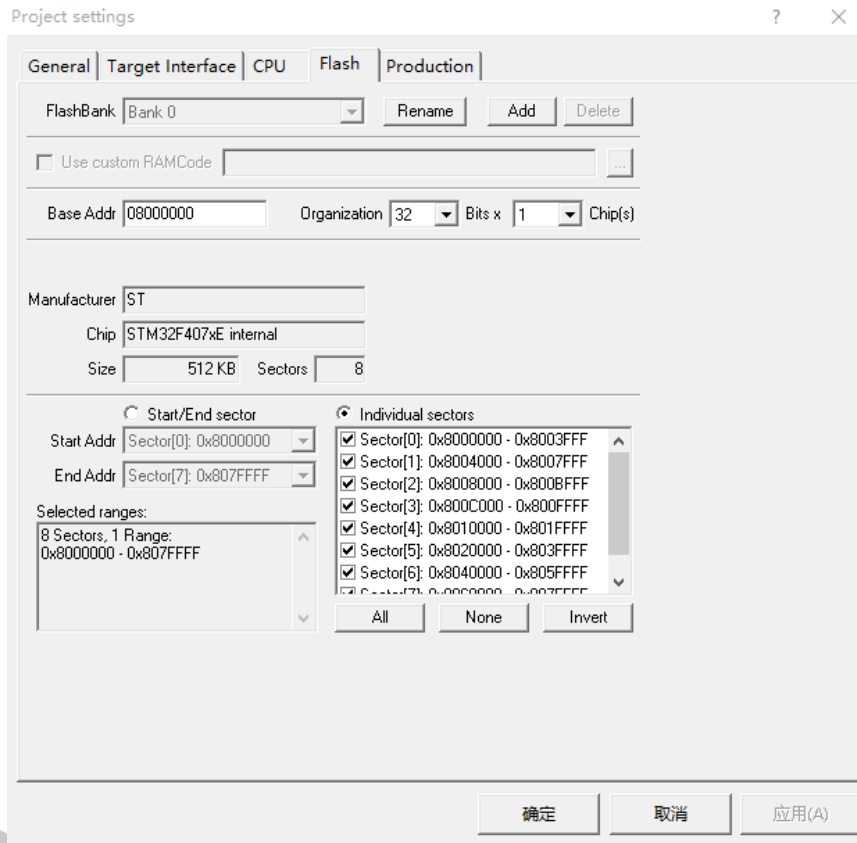 Project settings
General Target Interface CPU Flash Production
FlashBank Bank 0 Rename Add Delete
Use custom RAMCode ...
Base Addr 08000000 Organization 32 Bits x 1 Chip(s)
Manufacturer ST
Chip STM32F407xE internal
Size 512 KB Sectors 8
Start/End sector
Start Addr Sector[0]: 0x8000000
End Addr Sector[7]: 0x807FFFF
Selected ranges:
8 Sectors, 1 Range:
0x8000000 - 0x807FFFF
Individual sectors
Sector[0]: 0x8000000 - 0x8003FFF
Sector[1]: 0x8004000 - 0x8007FFF
Sector[2]: 0x8008000 - 0x800BFFF
Sector[3]: 0x800C000 - 0x800FFFF
Sector[4]: 0x8010000 - 0x801FFFF
Sector[5]: 0x8020000 - 0x803FFFF
Sector[6]: 0x8040000 - 0x805FFFF
All None Invert
确定 取消 应用(A)